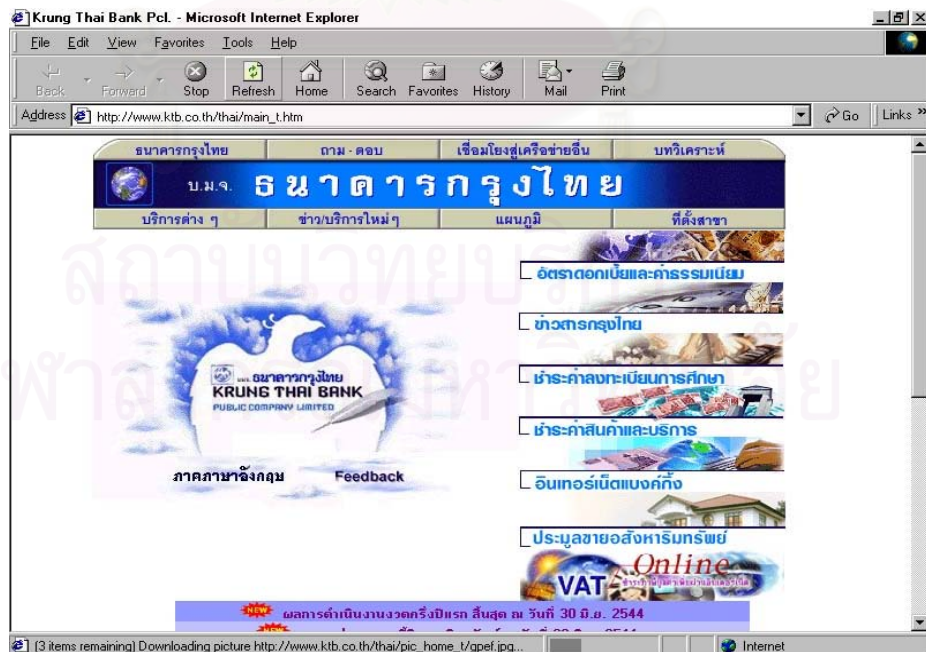 Krung Thai Bank Pcl. - Microsoft Internet Explorer
File Edit View Favorites Tools Help
Back Forward Stop Refresh Home Search Favorites History Mail Print
Address http://www.ktb.co.th/thai/main_t.htm Go Links »
ธนาคารกรุงไทย ถาม - ตอบ เชื่อมโยงสู่เครือข่ายอื่น บทวิเคราะห์
บ.ม.จ. ธนาคารกรุงไทย
บริการต่าง ๆ ข่าว/บริการใหม่ๆ แผนภูมิ ที่ตั้งสาขา
อัตราดอกเบี้ยและค่าธรรมเนียม
ข่าวสารกรุงไทย
ชำระค่าลงทะเบียนการศึกษา
ชำระค่าสินค้าและบริการ
อินเทอร์เน็ตแบงค์กิ้ง
ประมูลขายอสังหาริมทรัพย์
บมจ. ธนาคารกรุงไทย
KRUNG THAI BANK
PUBLIC COMPANY LIMITED
ภาคภาษาอังกฤษ Feedback
VAT Online
NEW ผลการดำเนินงานงวดครึ่งปีแรก สิ้นสุด ณ วันที่ 30 มิ.ย. 2544
(3 items remaining) Downloading picture http://www.ktb.co.th/thai/pic_home_t/gpef.jpg... Internet